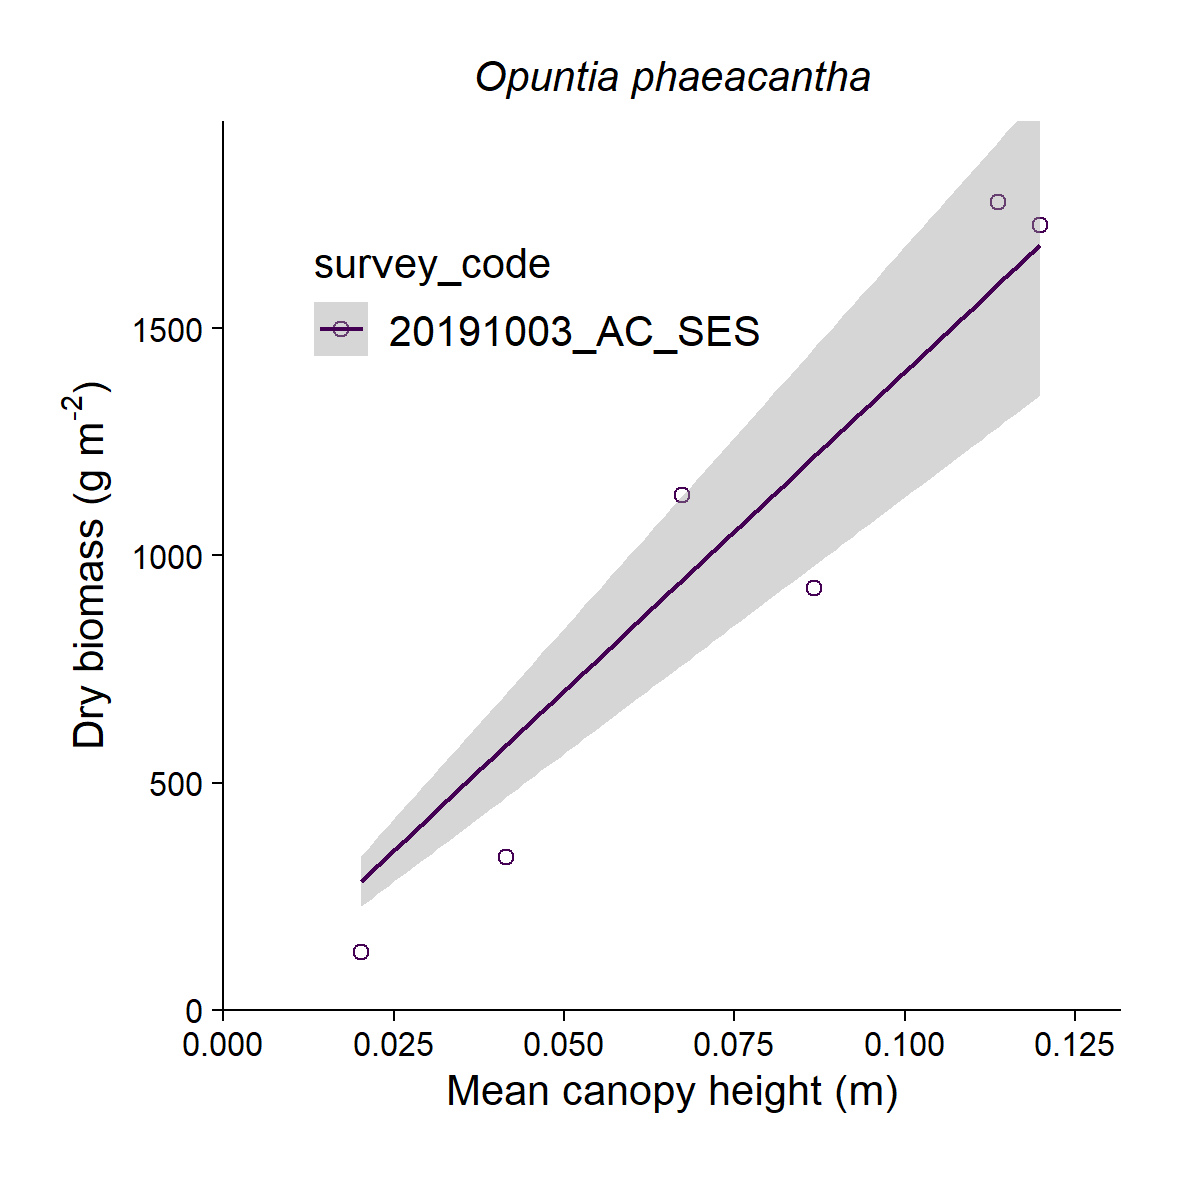 Opuntia phaeacantha
survey_code
20191003_AC_SES
Dry biomass (g m-2)
1500
1000
500
0
0.000 0.025 0.050 0.075 0.100 0.125
Mean canopy height (m)